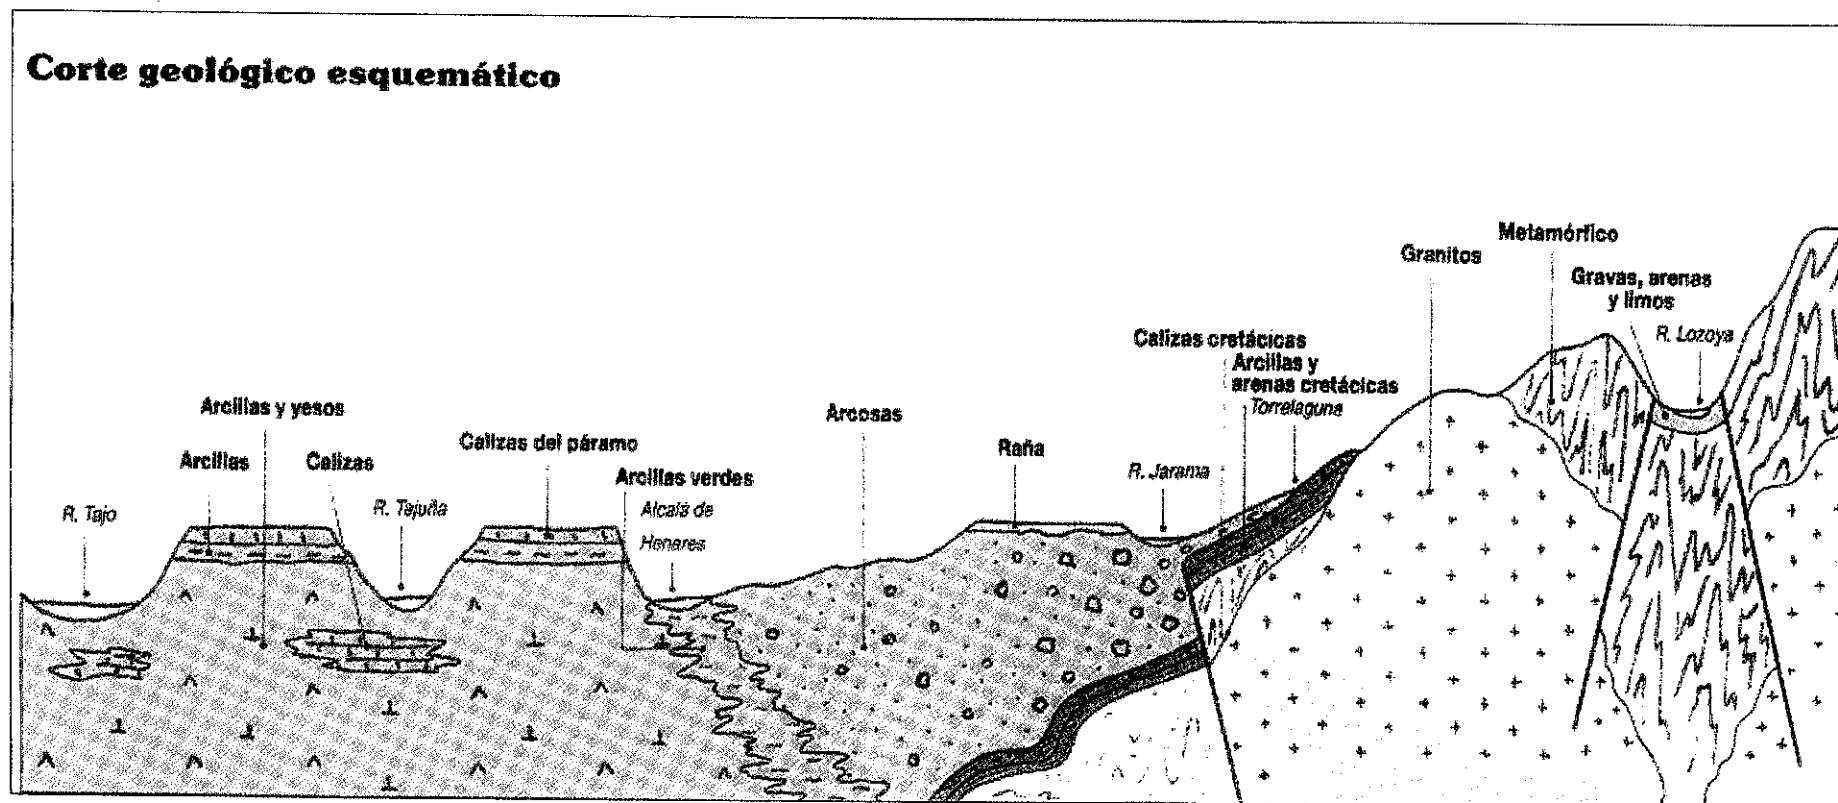 Corte geológico esquemático
Metamórfico
Granitos
Gravas, arenas
y limos
R. Lozoya
Calizas cretácicas
Arcillas y
arenas cretácicas
Torrelaguna
Arcillas y yesos
Arcosas
Calizas del páramo
Raña
Arcillas
Calizas
Arcillas verdes
R. Jarama
R. Tajo
R. Tajuña
Alcalá de
Henares